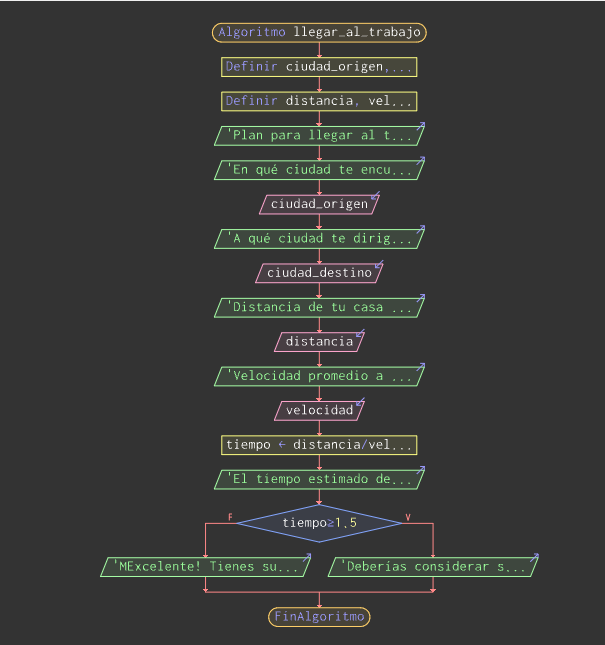 Algoritmo llegar_al_trabajo
Definir ciudad_origen,...
Definir distancia, vel...
'Plan para llegar al t...
'En qué ciudad te encu...
ciudad_origen
'A qué ciudad te dirig...
ciudad_destino
'Distancia de tu casa ...
distancia
'Velocidad promedio a ...
velocidad
tiempo ← distancia/vel...
'El tiempo estimado de...
F
V
tiempo≥1.5
'MExcelente! Tienes su...
'Deberías considerar s...
FinAlgoritmo